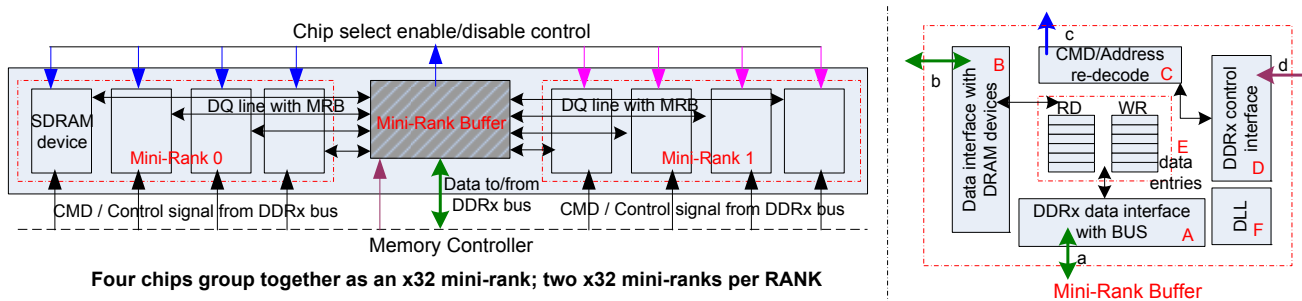 Chip select enable/disable control
DQ line with MRB
SDRAM
device
Mini-Rank 0
Mini-Rank Buffer
DQ line with MRB
Mini-Rank 1
CMD / Control signal from DDRx bus
Data to/from
DDRx bus
CMD / Control signal from DDRx bus
Memory Controller
Four chips group together as an x32 mini-rank; two x32 mini-ranks per RANK
c
b
B
Data interface with
DRAM devices
CMD/Address
re-decode
C
d
DDRx control
interface
D
RD
WR
E
data
entries
DDRx data interface
with BUS
A
a
DLL
F
Mini-Rank Buffer